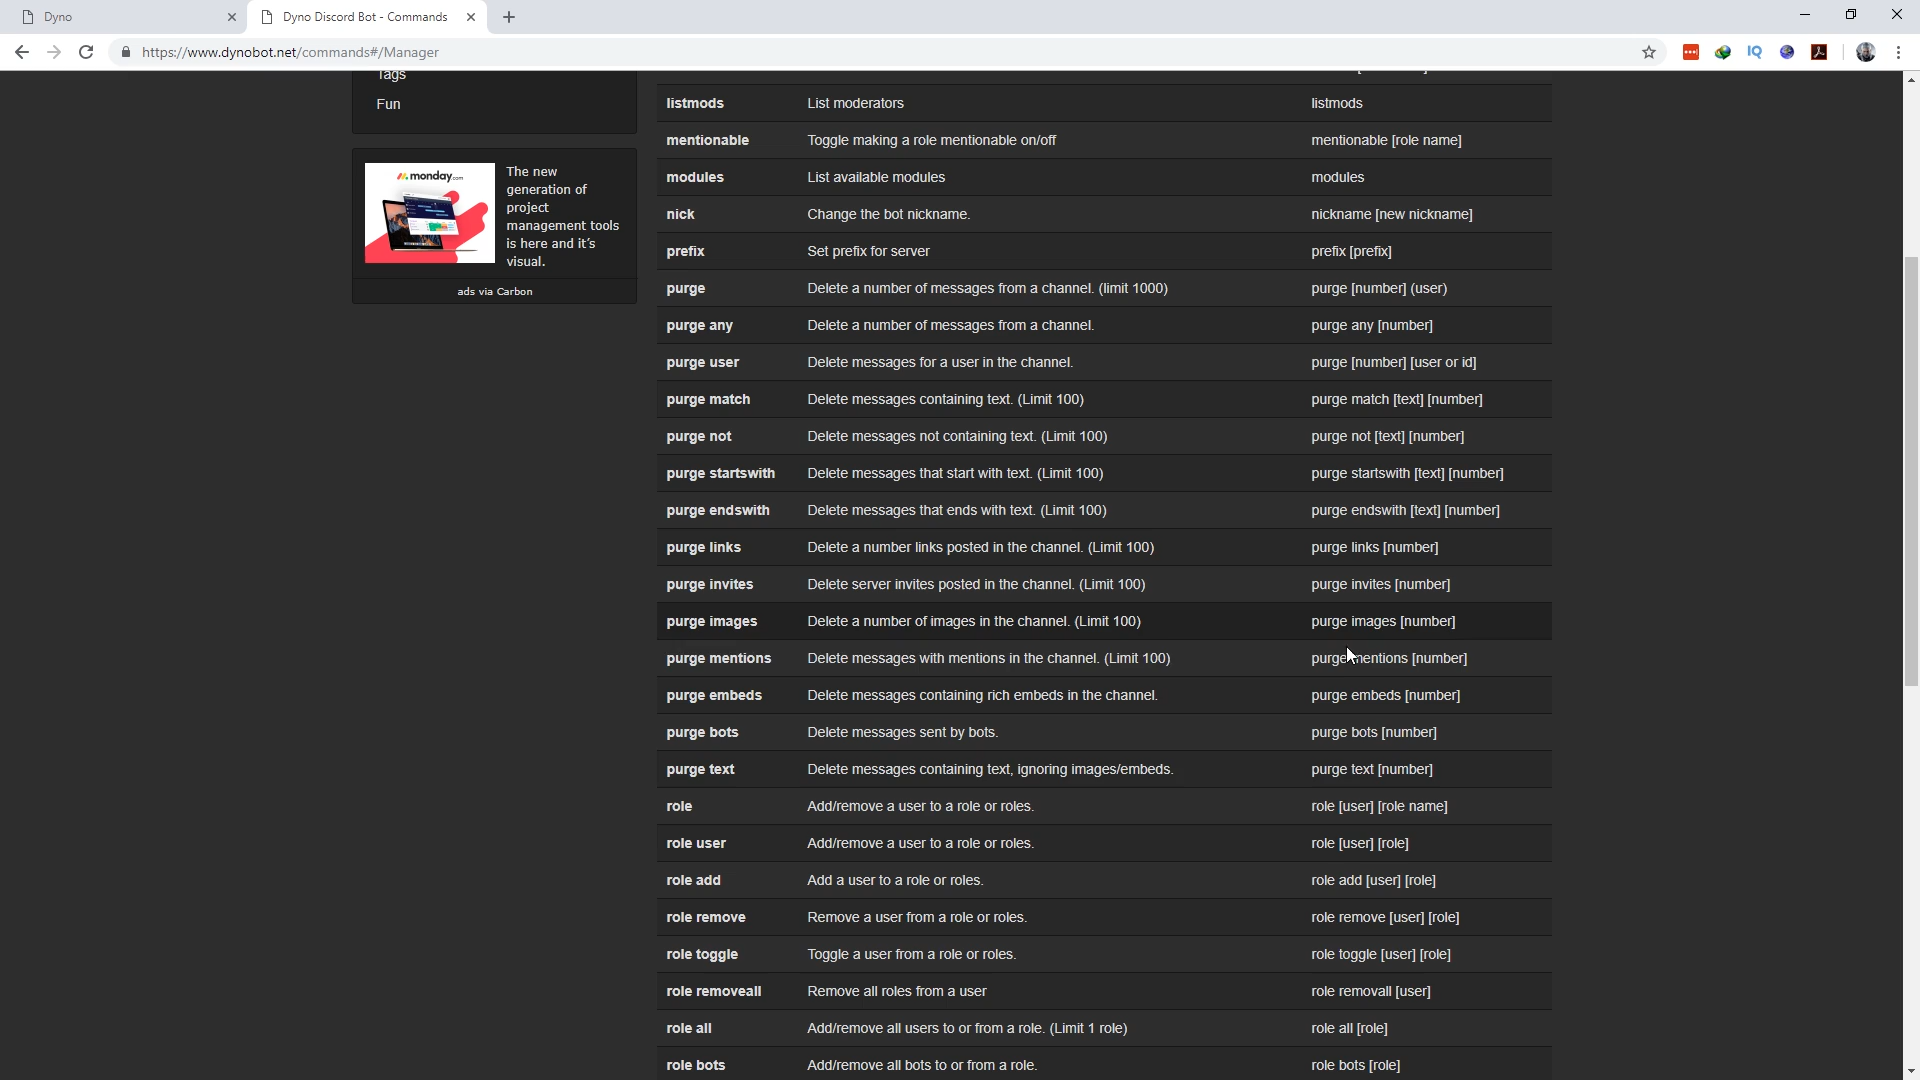 Dyno
Dyno Discord Bot - Commands
https://www.dynobot.net/commands#/Manager
IQ
Tags
Fun
monday.com
The new
generation of
project
management tools
is here and it's
visual.
ads via Carbon
listmods List moderators listmods
mentionable Toggle making a role mentionable on/off mentionable [role name]
modules List available modules modules
nick Change the bot nickname. nickname [new nickname]
prefix Set prefix for server prefix [prefix]
purge Delete a number of messages from a channel. (limit 1000) purge [number] (user)
purge any Delete a number of messages from a channel. purge any [number]
purge user Delete messages for a user in the channel. purge [number] [user or id]
purge match Delete messages containing text. (Limit 100) purge match [text] [number]
purge not Delete messages not containing text. (Limit 100) purge not [text] [number]
purge startswith Delete messages that start with text. (Limit 100) purge startswith [text] [number]
purge endswith Delete messages that ends with text. (Limit 100) purge endswith [text] [number]
purge links Delete a number links posted in the channel. (Limit 100) purge links [number]
purge invites Delete server invites posted in the channel. (Limit 100) purge invites [number]
purge images Delete a number of images in the channel. (Limit 100) purge images [number]
purge mentions Delete messages with mentions in the channel. (Limit 100) purge mentions [number]
purge embeds Delete messages containing rich embeds in the channel. purge embeds [number]
purge bots Delete messages sent by bots. purge bots [number]
purge text Delete messages containing text, ignoring images/embeds. purge text [number]
role Add/remove a user to a role or roles. role [user] [role name]
role user Add/remove a user to a role or roles. role [user] [role]
role add Add a user to a role or roles. role add [user] [role]
role remove Remove a user from a role or roles. role remove [user] [role]
role toggle Toggle a user from a role or roles. role toggle [user] [role]
role removeall Remove all roles from a user role removall [user]
role all Add/remove all users to or from a role. (Limit 1 role) role all [role]
role bots Add/remove all bots to or from a role. role bots [role]